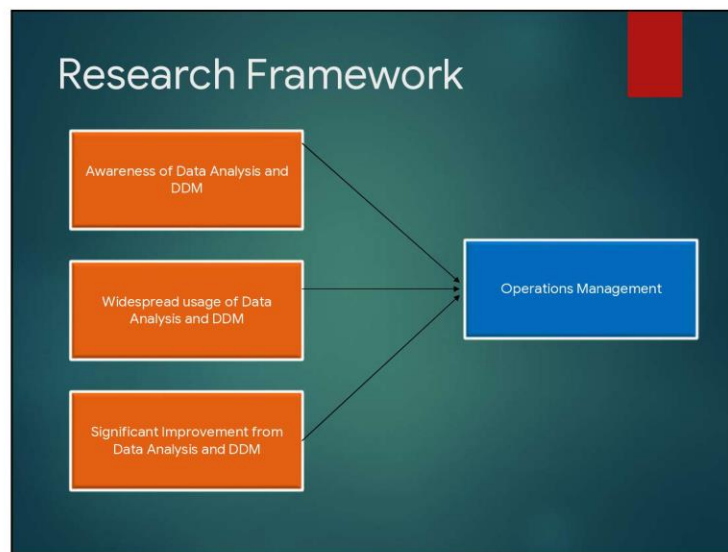 Research Framework
Awareness of Data Analysis and
DDM
Widespread usage of Data
Analysis and DDM
Significant Improvement from
Data Analysis and DDM
Operations Management